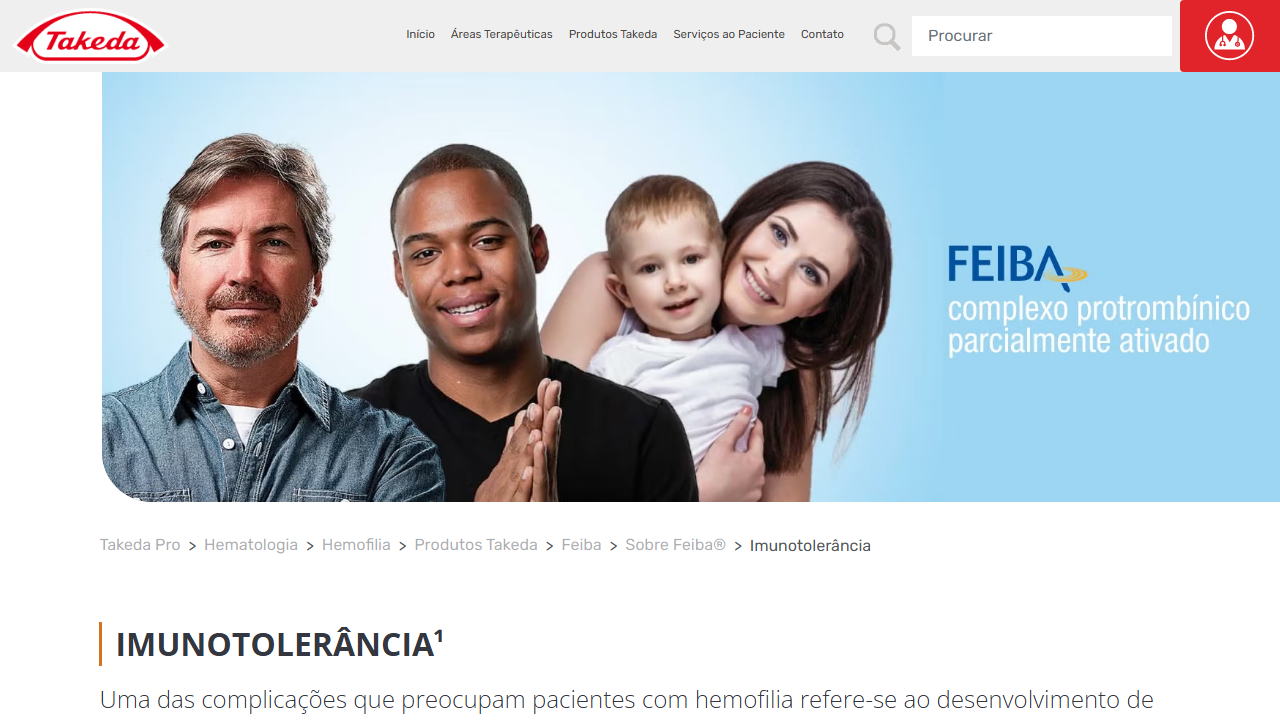 Takeda
Início Áreas Terapêuticas Produtos Takeda Serviços ao Paciente Contato
Procurar
FEIBA
complexo protrombínico
parcialmente ativado
Takeda Pro > Hematologia > Hemofilia > Produtos Takeda > Feiba > Sobre Feiba® > Imunotolerância
IMUNOTOLERÂNCIA¹
Uma das complicações que preocupam pacientes com hemofilia refere-se ao desenvolvimento de